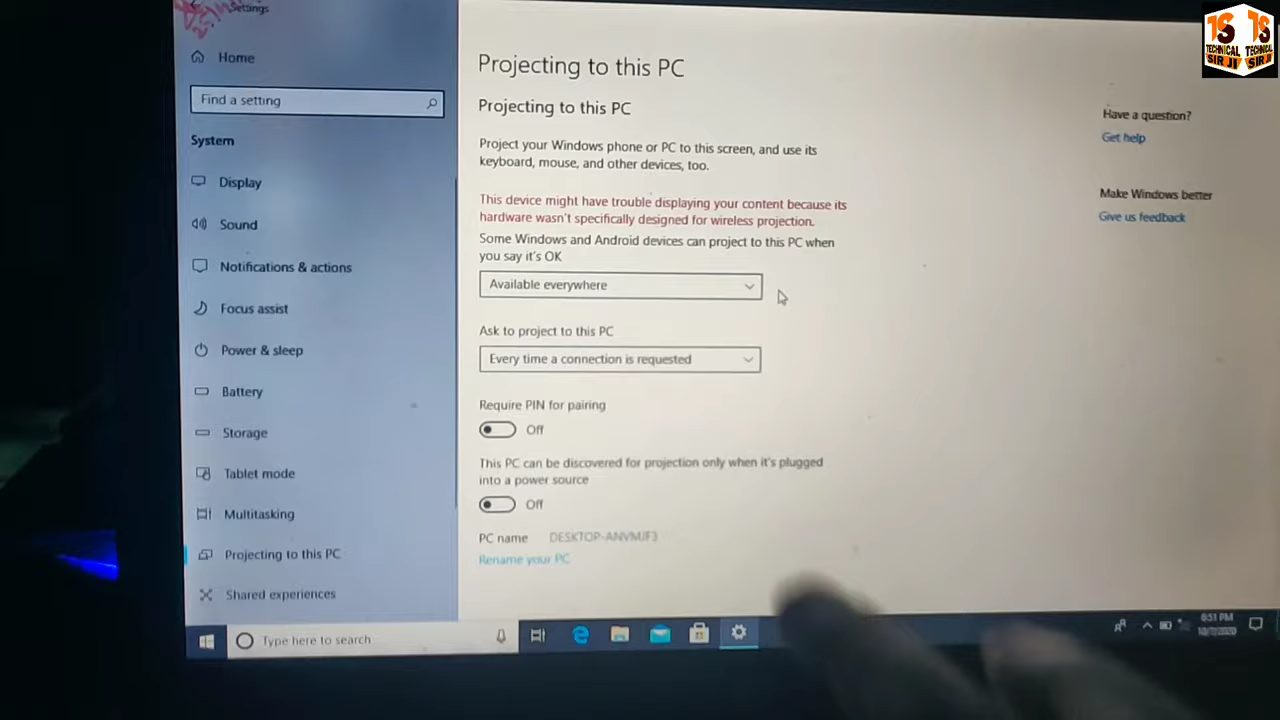 Settings
TS TS
TECHNICAL TECHNICAL
SIR JI SIR JI
Home
Find a setting
System
Display
Sound
Notifications & actions
Focus assist
Power & sleep
Battery
Storage
Tablet mode
Multitasking
Projecting to this PC
Shared experiences
Projecting to this PC
Projecting to this PC
Project your Windows phone or PC to this screen, and use its
keyboard, mouse, and other devices, too.
This device might have trouble displaying your content because its
hardware wasn't specifically designed for wireless projection.
Some Windows and Android devices can project to this PC when
you say it's OK
Available everywhere
Ask to project to this PC
Every time a connection is requested
Require PIN for pairing
Off
This PC can be discovered for projection only when it's plugged
into a power source
Off
PC name DESKTOP-ANVMJF3
Rename your PC
Have a question?
Get help
Make Windows better
Give us feedback
Type here to search
6:51 PM